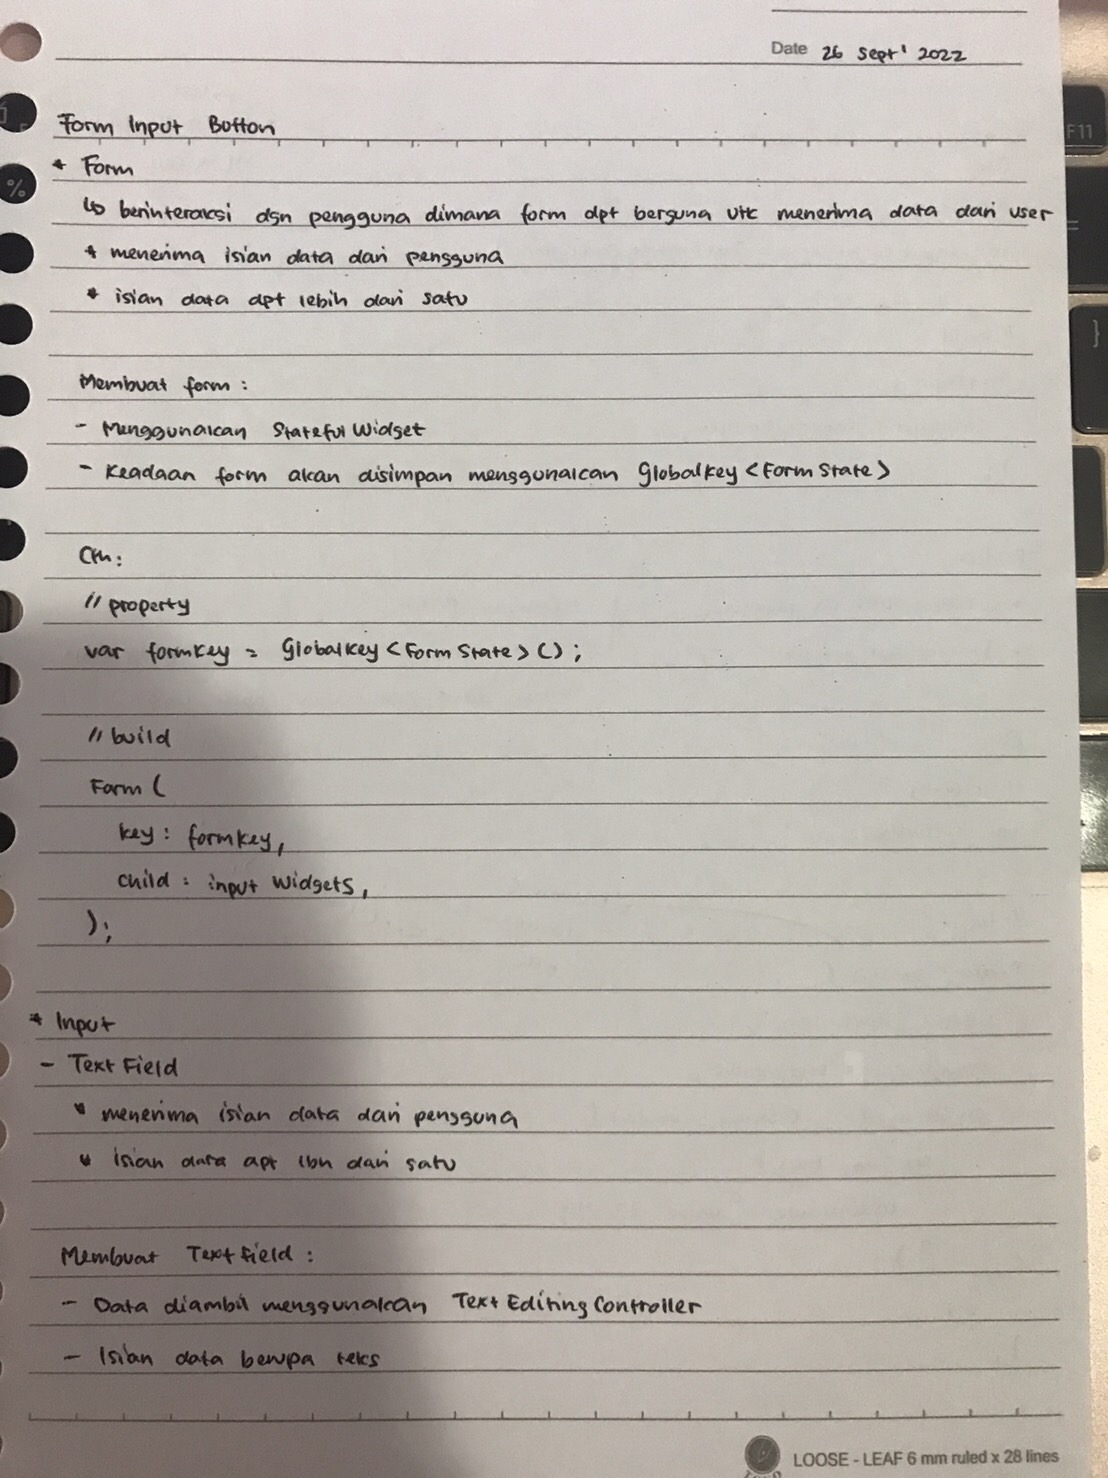 Date 26 Sept' 2022
Form Input Button
* Form
↳ berinteraksi dgn pengguna dimana form dpt berguna utk menerima data dari user
* menerima isian data dari pengguna
* isian data dpt lebih dari satu
Membuat form :
- Menggunakan Stateful Widget
- Keadaan form akan disimpan menggunakan GlobalKey <Form State>
Cth :
// property
var formKey = GlobalKey <Form State> () ;
// build
Form (
key : formkey,
child : input widgets,
);
* Input
- Text Field
* menerima isian data dari pengguna
* isian data dpt lbh dari satu
Membuat Text field :
- Data diambil menggunakan Text Editing Controller
- Isian data berupa teks
LOOSE - LEAF 6 mm ruled x 28 lines
F11
%
=
}